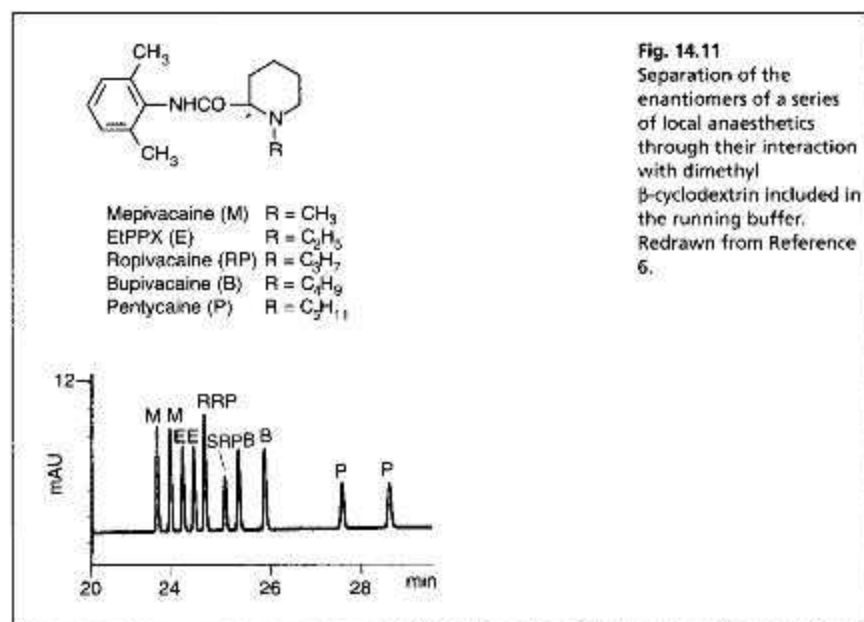 CH₃
NHCO
N
R
CH₃
Mepivacaine (M) R = CH₃
EtPPX (E) R = C₂H₅
Ropivacaine (RP) R = C₃H₇
Bupivacaine (B) R = C₄H₉
Pentycaine (P) R = C₅H₁₁
Fig. 14.11
Separation of the
enantiomers of a series
of local anaesthetics
through their interaction
with dimethyl
β-cyclodextrin included in
the running buffer.
Redrawn from Reference
6.
12
mAU
M M E E RRP SRP B B P P
20 24 26 28 min